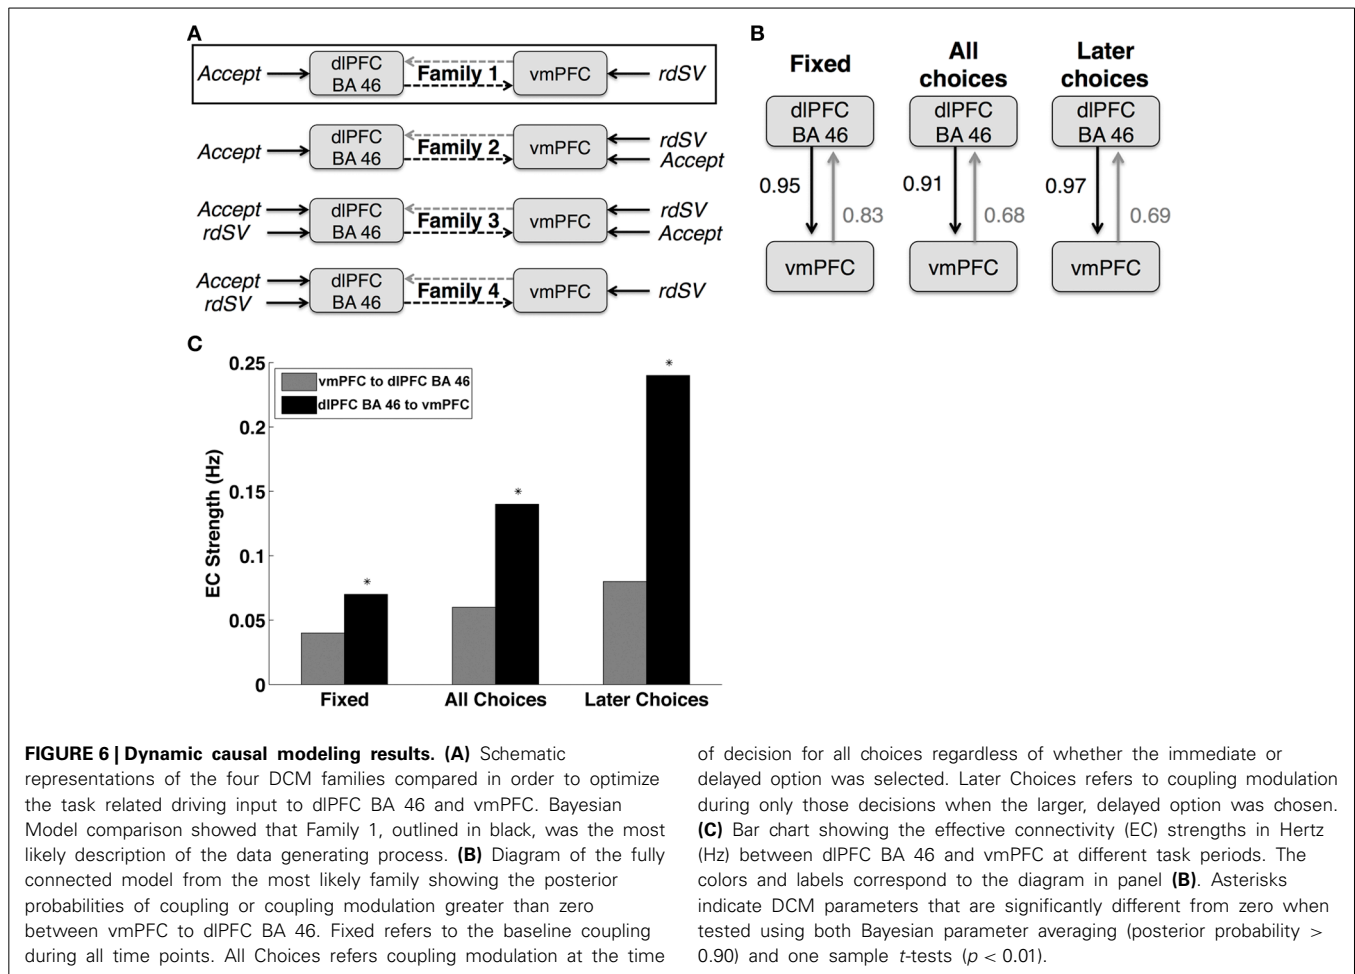 A
Accept
dlPFC
BA 46
Family 1
vmPFC
rdSV
Accept
dlPFC
BA 46
Family 2
vmPFC
rdSV
Accept
Accept
rdSV
dlPFC
BA 46
Family 3
vmPFC
rdSV
Accept
Accept
rdSV
dlPFC
BA 46
Family 4
vmPFC
rdSV
B
Fixed
dlPFC
BA 46
0.95
0.83
vmPFC
All
choices
dlPFC
BA 46
0.91
0.68
vmPFC
Later
choices
dlPFC
BA 46
0.97
0.69
vmPFC
C
EC Strength (Hz)
0.25
0.2
0.15
0.1
0.05
0
vmPFC to dlPFC BA 46
dlPFC BA 46 to vmPFC
*
*
*
Fixed
All Choices
Later Choices
FIGURE 6 | Dynamic causal modeling results. (A) Schematic
representations of the four DCM families compared in order to optimize
the task related driving input to dlPFC BA 46 and vmPFC. Bayesian
Model comparison showed that Family 1, outlined in black, was the most
likely description of the data generating process. (B) Diagram of the fully
connected model from the most likely family showing the posterior
probabilities of coupling or coupling modulation greater than zero
between vmPFC to dlPFC BA 46. Fixed refers to the baseline coupling
during all time points. All Choices refers coupling modulation at the time
of decision for all choices regardless of whether the immediate or
delayed option was selected. Later Choices refers to coupling modulation
during only those decisions when the larger, delayed option was chosen.
(C) Bar chart showing the effective connectivity (EC) strengths in Hertz
(Hz) between dlPFC BA 46 and vmPFC at different task periods. The
colors and labels correspond to the diagram in panel (B). Asterisks
indicate DCM parameters that are significantly different from zero when
tested using both Bayesian parameter averaging (posterior probability >
0.90) and one sample t-tests (p < 0.01).